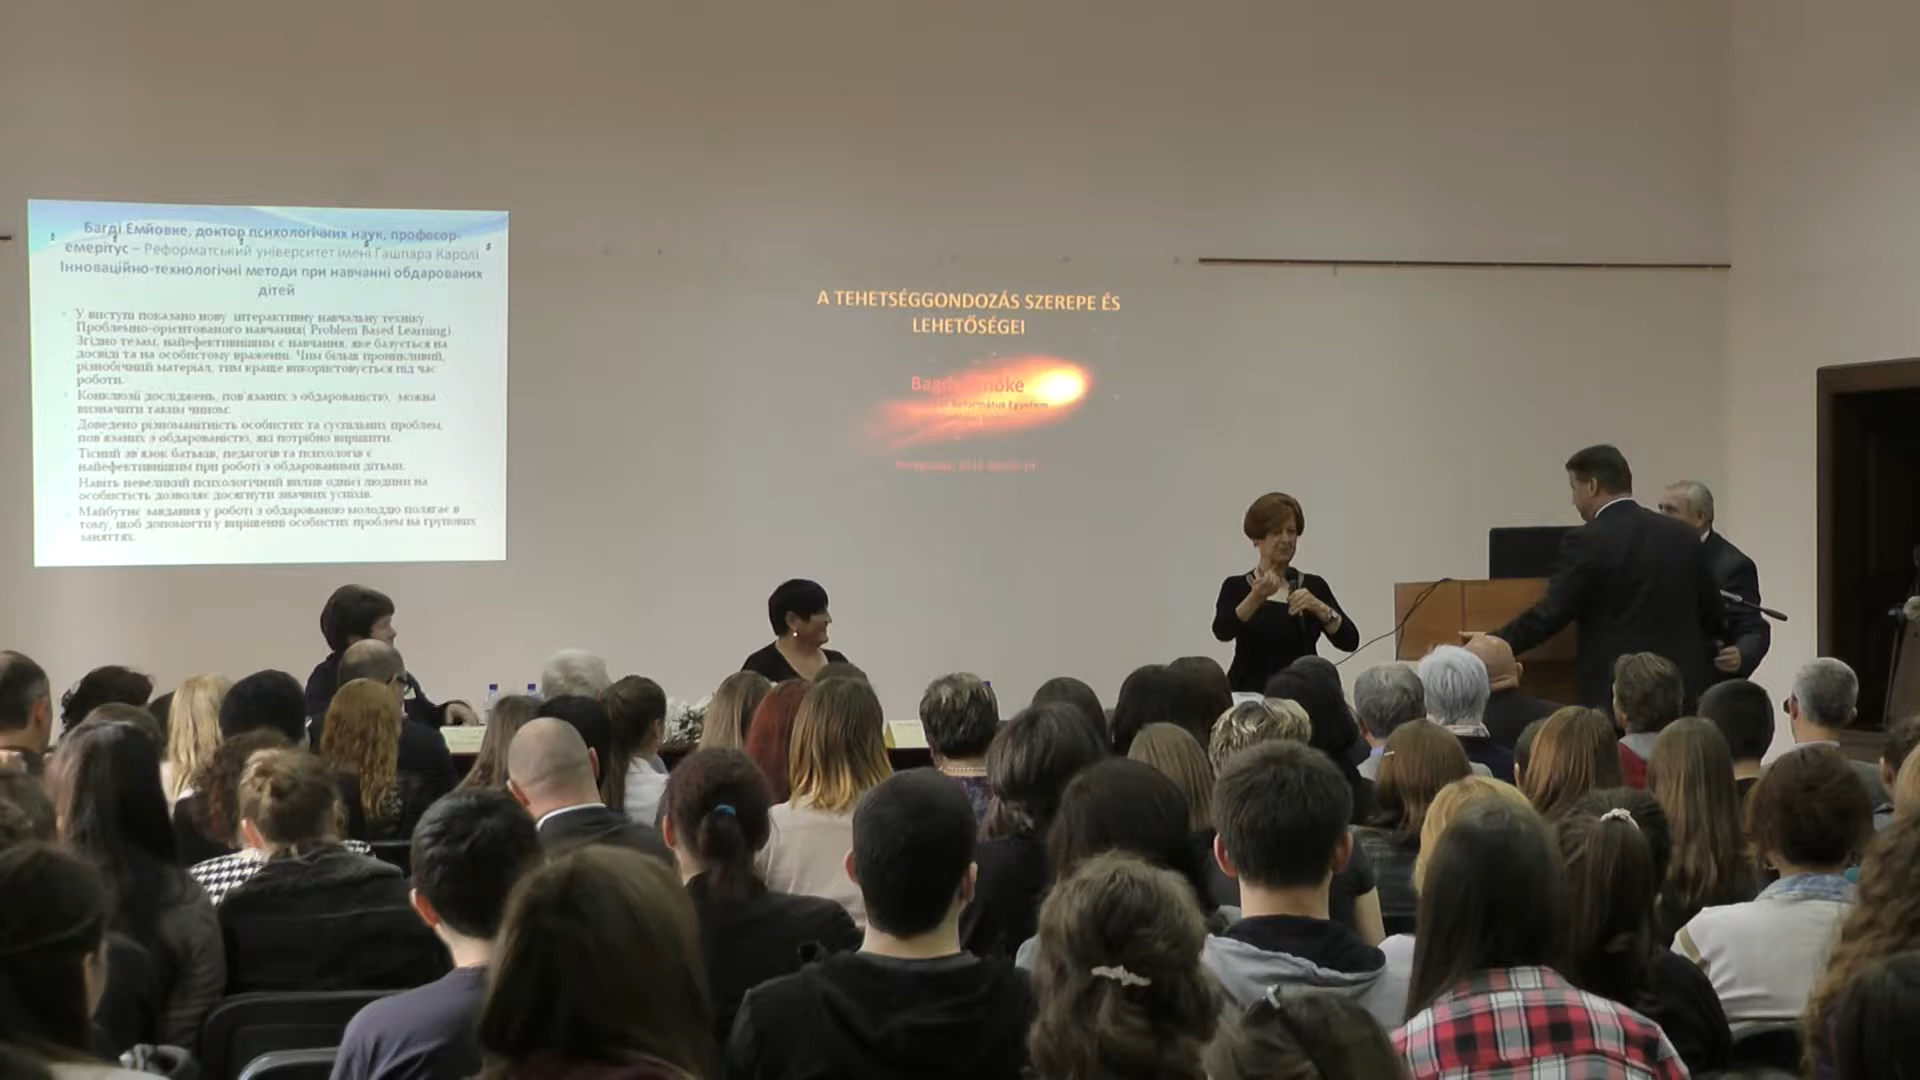 Багді Емйовке, доктор психологічних наук, професор-
емерітус – Реформатський університет імені Гашпара Каролі
Інноваційно-технологічні методи при навчанні обдарованих
дітей
У виступі показано нову інтерактивну навчальну техніку
Проблемно-орієнтованого навчання( Problem Based Learning).
Згідно тезам, найефективнішим є навчання, яке базується на
досвіді та на особистому враженні. Чим більш проникливий,
різнобічний матеріал, тим краще використовується під час
роботи.
Конклюзії досліджень, пов'язаних з обдарованістю, можна
визначити таким чином:
Доведено різноманітність особистих та суспільних проблем,
пов'язаних з обдарованістю, які потрібно вирішити.
Тісний зв'язок батьків, педагогів та психологів є
найефективнішим при роботі з обдарованими дітьми.
Навіть невеликий психологічний вплив однієї людини на
особистість дозволяє досягнути значних успіхів.
Майбутнє завдання у роботі з обдарованою молоддю полягає в
тому, щоб допомогти у вирішенні особистих проблем на групових
заняттях.
A TEHETSÉGGONDOZÁS SZEREPE ÉS
LEHETŐSÉGEI
Református Egyetem